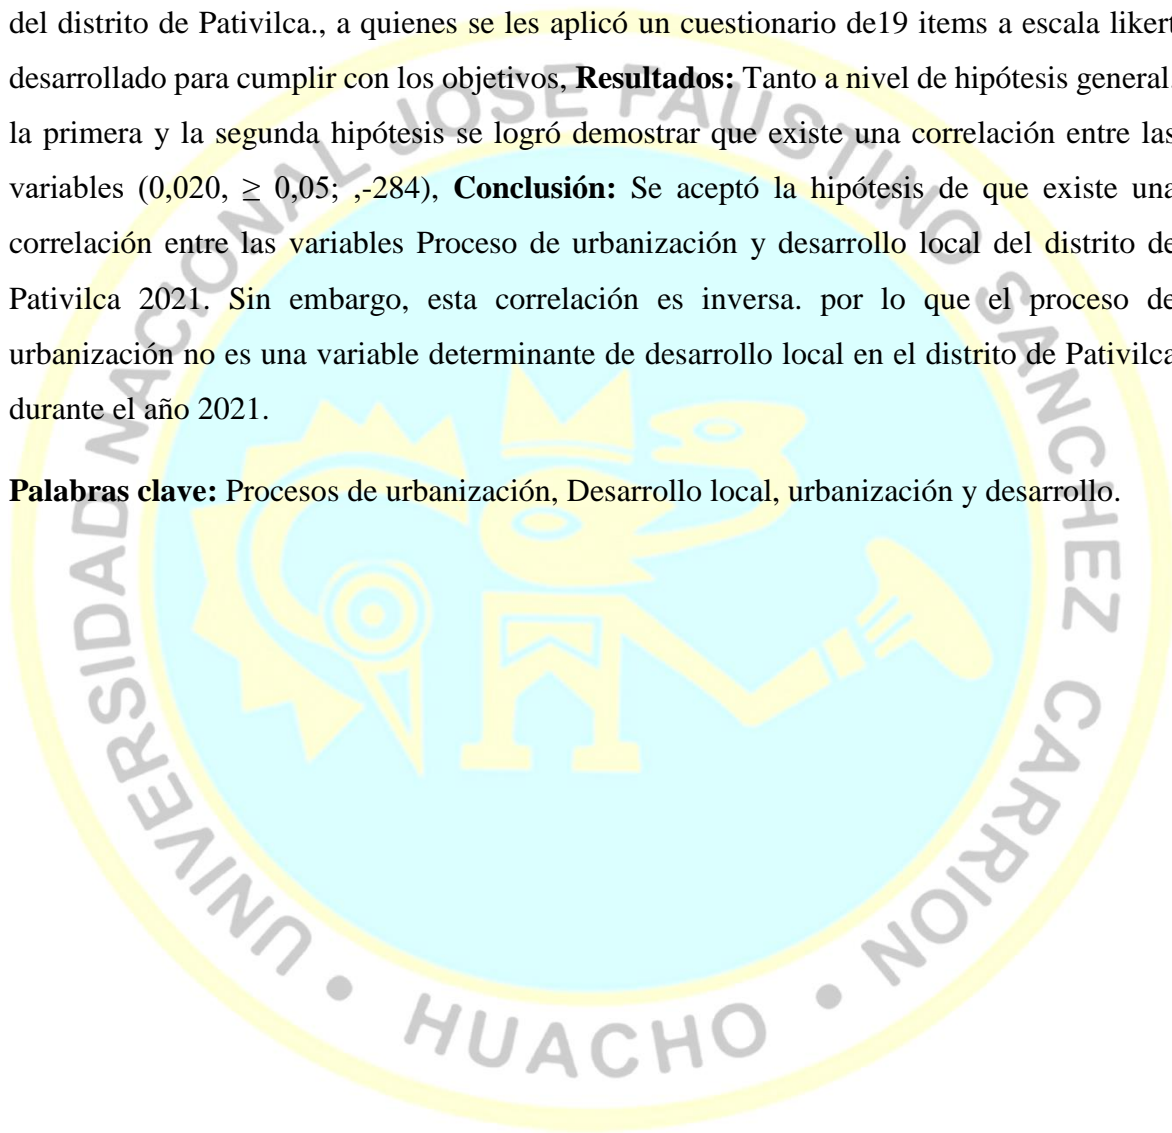 del distrito de Pativilca., a quienes se les aplicó un cuestionario de19 items a escala likert
desarrollado para cumplir con los objetivos, Resultados: Tanto a nivel de hipótesis general,
la primera y la segunda hipótesis se logró demostrar que existe una correlación entre las
variables (0,020, ≥ 0,05; ,-284), Conclusión: Se aceptó la hipótesis de que existe una
correlación entre las variables Proceso de urbanización y desarrollo local del distrito de
Pativilca 2021. Sin embargo, esta correlación es inversa. por lo que el proceso de
urbanización no es una variable determinante de desarrollo local en el distrito de Pativilca
durante el año 2021.
Palabras clave: Procesos de urbanización, Desarrollo local, urbanización y desarrollo.
UNIVERSIDAD NACIONAL JOSE FAUSTINO SANCHEZ CARRION
• HUACHO •